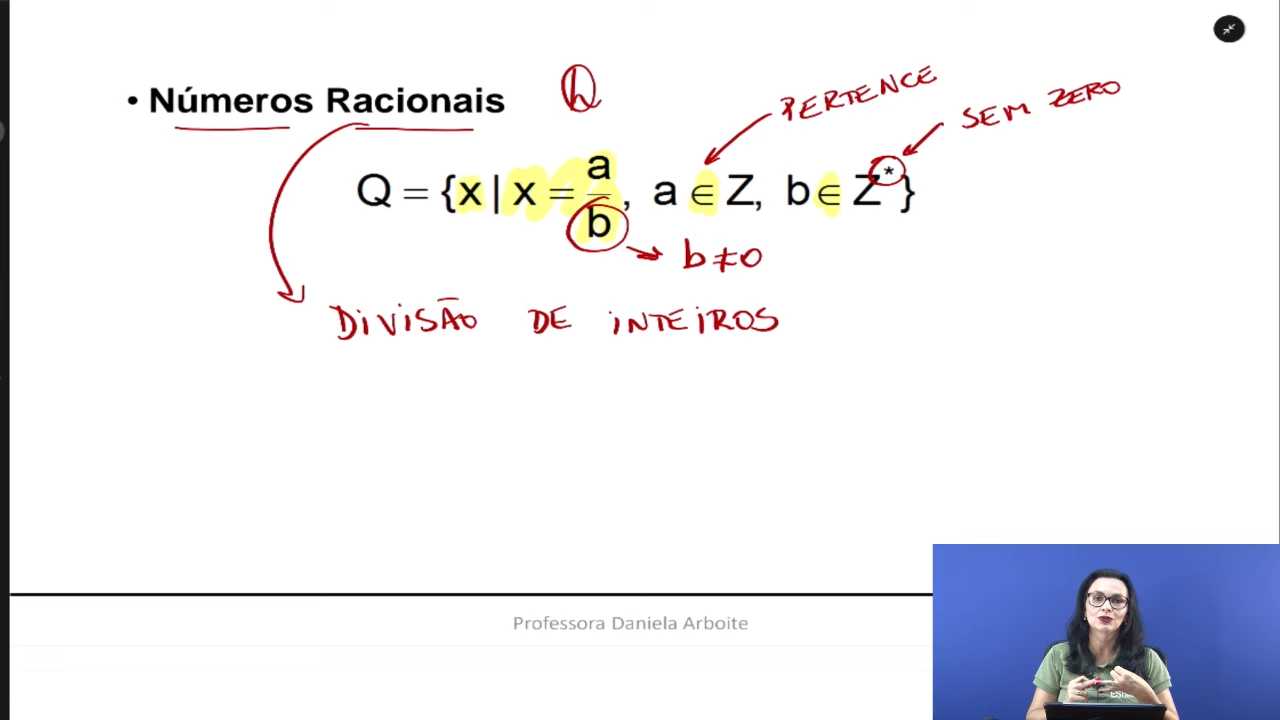 • Números Racionais ℚ
PERTENCE
SEM ZERO
Q = {x | x = a/b, a ∈ Z, b ∈ Z*}
b ≠ 0
DIVISÃO DE INTEIROS
Professora Daniela Arboite